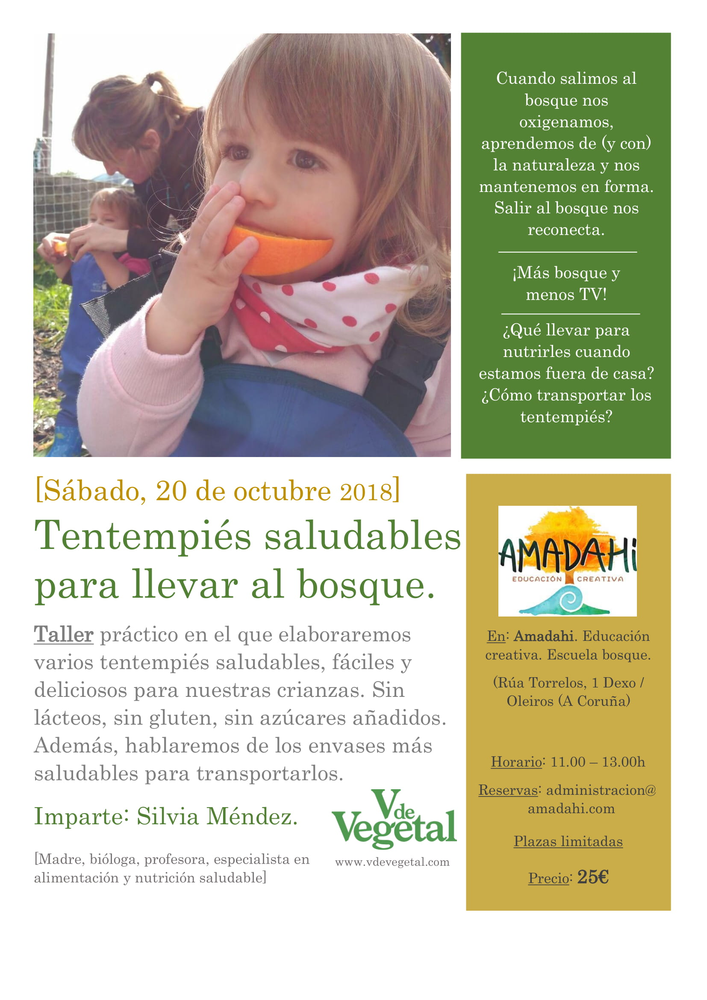 Cuando salimos al
bosque nos
oxigenamos,
aprendemos de (y con)
la naturaleza y nos
mantenemos en forma.
Salir al bosque nos
reconecta.
¡Más bosque y
menos TV!
¿Qué llevar para
nutrirles cuando
estamos fuera de casa?
¿Cómo transportar los
tentempiés?
[Sábado, 20 de octubre 2018]
Tentempiés saludables
para llevar al bosque.
Taller práctico en el que elaboraremos
varios tentempiés saludables, fáciles y
deliciosos para nuestras crianzas. Sin
lácteos, sin gluten, sin azúcares añadidos.
Además, hablaremos de los envases más
saludables para transportarlos.
Imparte: Silvia Méndez.
[Madre, bióloga, profesora, especialista en
alimentación y nutrición saludable]
V de
Vegetal
www.vdevegetal.com
AMADAHi
EDUCACIÓN CREATIVA
En: Amadahi. Educación
creativa. Escuela bosque.
(Rúa Torrelos, 1 Dexo /
Oleiros (A Coruña)
Horario: 11.00 – 13.00h
Reservas: administracion@
amadahi.com
Plazas limitadas
Precio: 25€